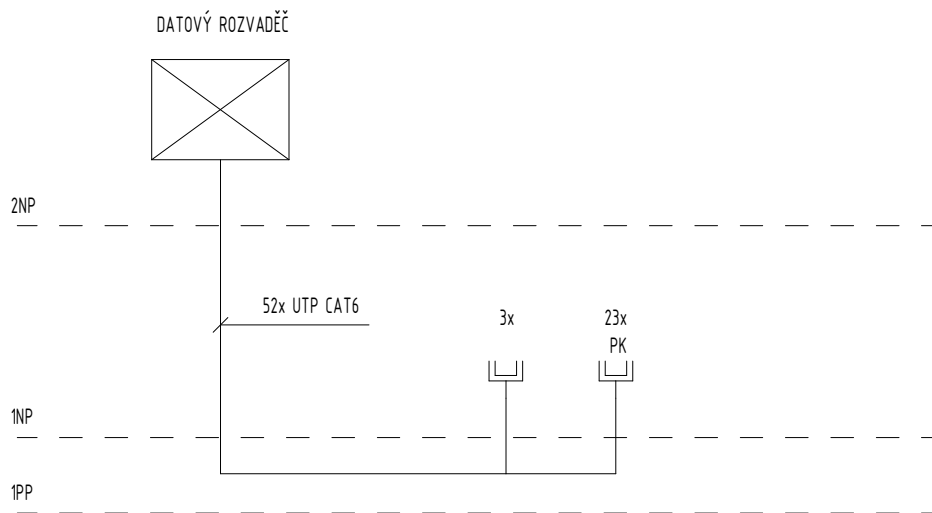 DATOVÝ ROZVADĚČ
2NP
52x UTP CAT6
3x
23x
PK
1NP
1PP